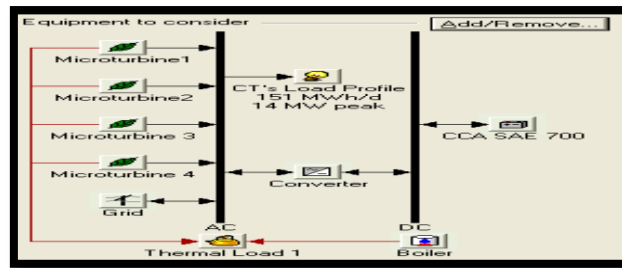 Equipment to consider
Add/Remove...
Microturbine1
Microturbine2
CT's Load Profile
151 MWh/d
14 MW peak
Microturbine 3
CCA SAE 700
Microturbine 4
Converter
Grid
AC
DC
Thermal Load 1
Boiler